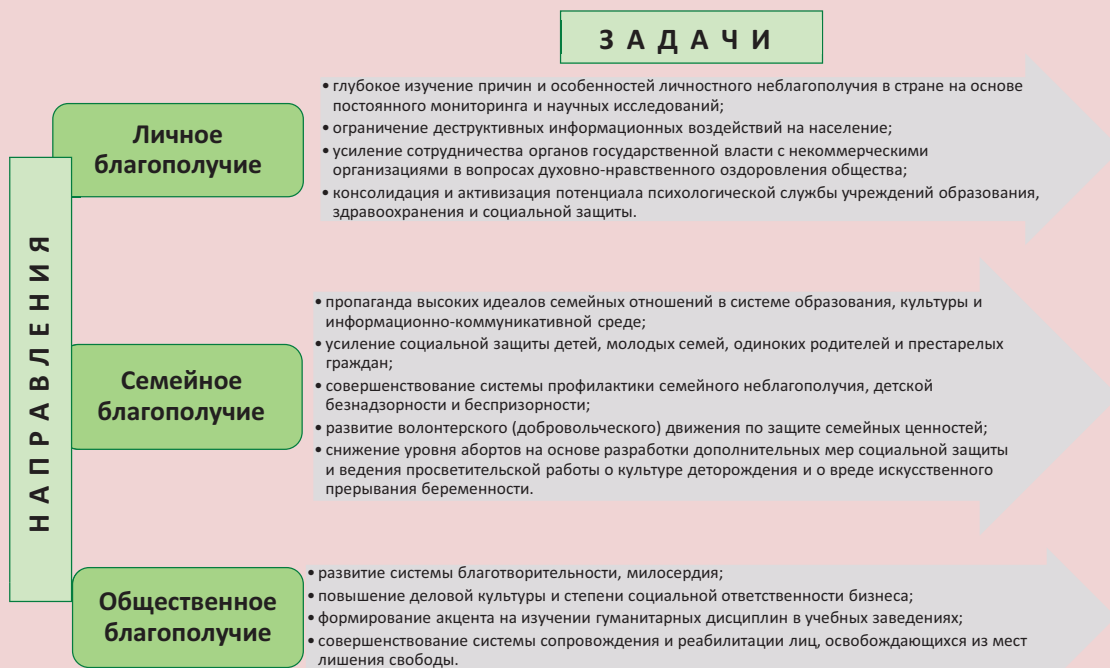 З А Д А Ч И
НАПРАВЛЕНИЯ
Личное
благополучие
• глубокое изучение причин и особенностей личностного неблагополучия в стране на основе
постоянного мониторинга и научных исследований;
• ограничение деструктивных информационных воздействий на население;
• усиление сотрудничества органов государственной власти с некоммерческими
организациями в вопросах духовно-нравственного оздоровления общества;
• консолидация и активизация потенциала психологической службы учреждений образования,
здравоохранения и социальной защиты.
Семейное
благополучие
• пропаганда высоких идеалов семейных отношений в системе образования, культуры и
информационно-коммуникативной среде;
• усиление социальной защиты детей, молодых семей, одиноких родителей и престарелых
граждан;
• совершенствование системы профилактики семейного неблагополучия, детской
безнадзорности и беспризорности;
• развитие волонтерского (добровольческого) движения по защите семейных ценностей;
• снижение уровня абортов на основе разработки дополнительных мер социальной защиты
и ведения просветительской работы о культуре деторождения и о вреде искусственного
прерывания беременности.
Общественное
благополучие
• развитие системы благотворительности, милосердия;
• повышение деловой культуры и степени социальной ответственности бизнеса;
• формирование акцента на изучении гуманитарных дисциплин в учебных заведениях;
• совершенствование системы сопровождения и реабилитации лиц, освобождающихся из мест
лишения свободы.